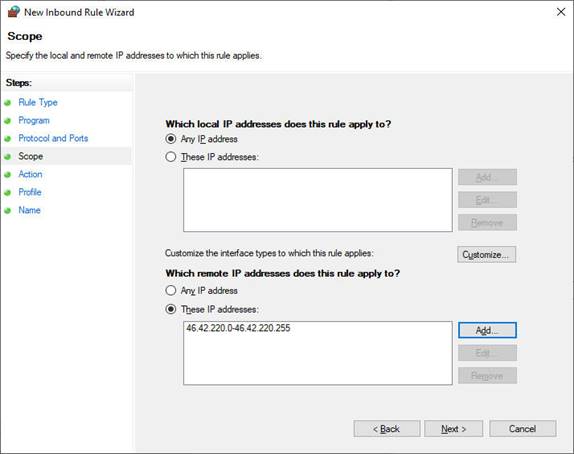 New Inbound Rule Wizard
Scope
Specify the local and remote IP addresses to which this rule applies.
Steps:
Rule Type
Program
Protocol and Ports
Scope
Action
Profile
Name
Which local IP addresses does this rule apply to?
Any IP address
These IP addresses:
Add...
Edit...
Remove
Customize the interface types to which this rule applies:
Customize...
Which remote IP addresses does this rule apply to?
Any IP address
These IP addresses:
46.42.220.0-46.42.220.255
Add...
Edit...
Remove
< Back
Next >
Cancel